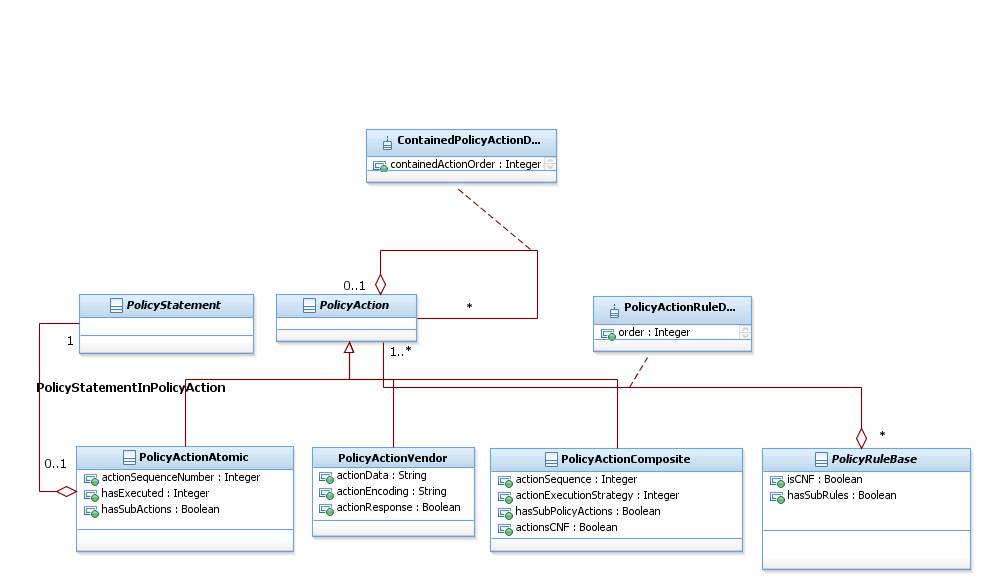 ContainedPolicyActionD...
containedActionOrder : Integer
0..1
*
PolicyStatement
PolicyAction
PolicyActionRuleD...
order : Integer
1
1..*
PolicyStatementInPolicyAction
0..1
*
PolicyActionAtomic
actionSequenceNumber : Integer
hasExecuted : Integer
hasSubActions : Boolean
PolicyActionVendor
actionData : String
actionEncoding : String
actionResponse : Boolean
PolicyActionComposite
actionSequence : Integer
actionExecutionStrategy : Integer
hasSubPolicyActions : Boolean
actionsCNF : Boolean
PolicyRuleBase
isCNF : Boolean
hasSubRules : Boolean